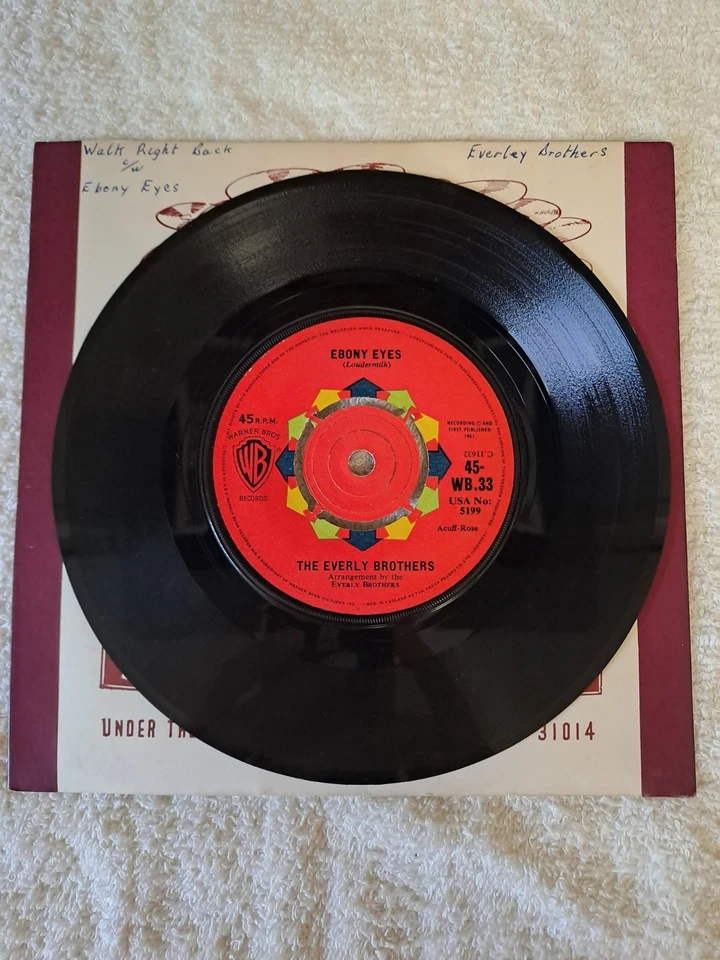 Walk Right Back
c/w
Ebony Eyes
Everley Brothers
EBONY EYES
(Loudermilk)
45 R.P.M.
WARNER BROS
WB
RECORDS
RECORDING Ⓟ AND
FIRST PUBLISHED
1961
C.11632
45-
WB.33
USA No:
5199
Acuff-Rose
THE EVERLY BROTHERS
Arrangement by the
EVERLY BROTHERS
UNDER
31014